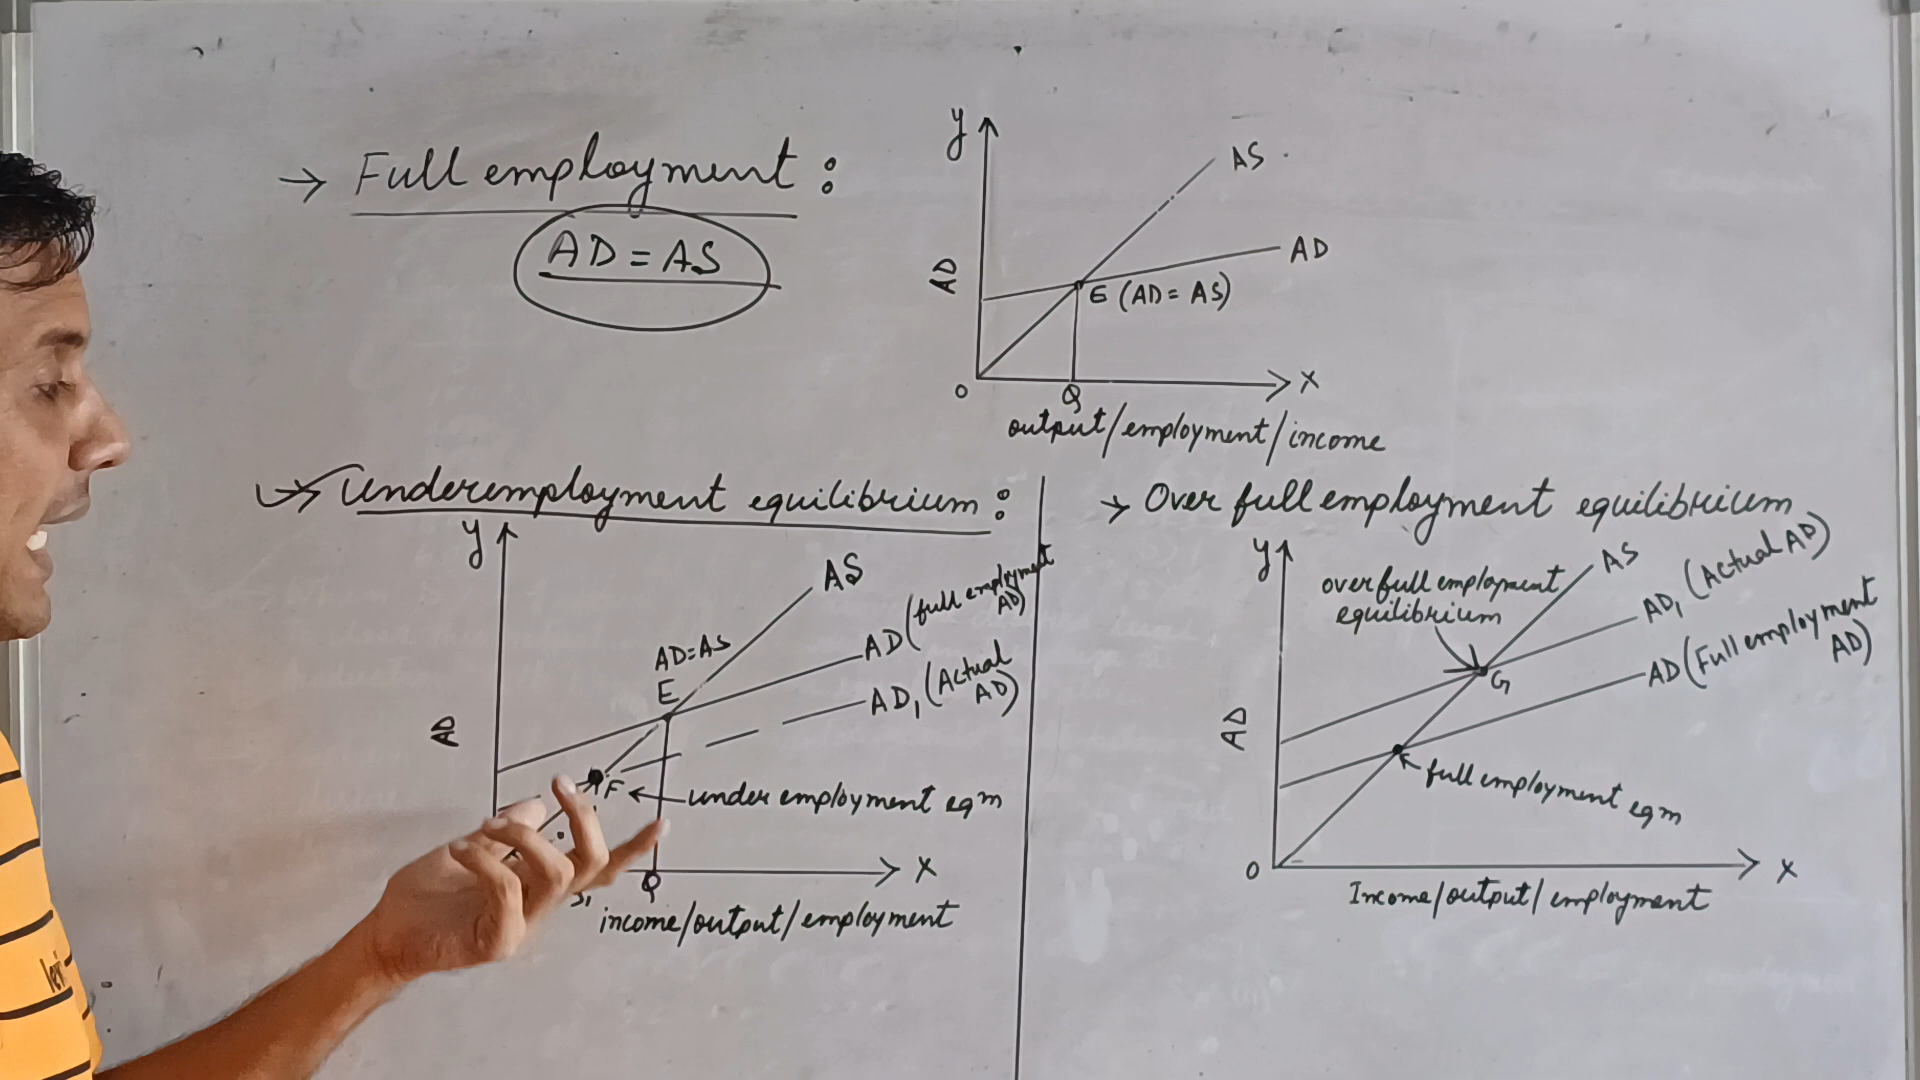 → Full employment :
AD = AS
y
AS
AD
AD
E (AD = AS)
O
Q
X
output/employment/income
→ Underemployment equilibrium :
y
AS
AD (full employment
AD)
AD=AS
E
AD₁ (Actual
AD)
AD
F ← under employment eqm
Q
X
income/output/employment
→ Over full employment equilibrium
y
over full employment
equilibrium
AS
AD₁ (Actual AD)
AD (Full employment
AD)
G
AD
full employment eqm
O
X
Income/output/employment